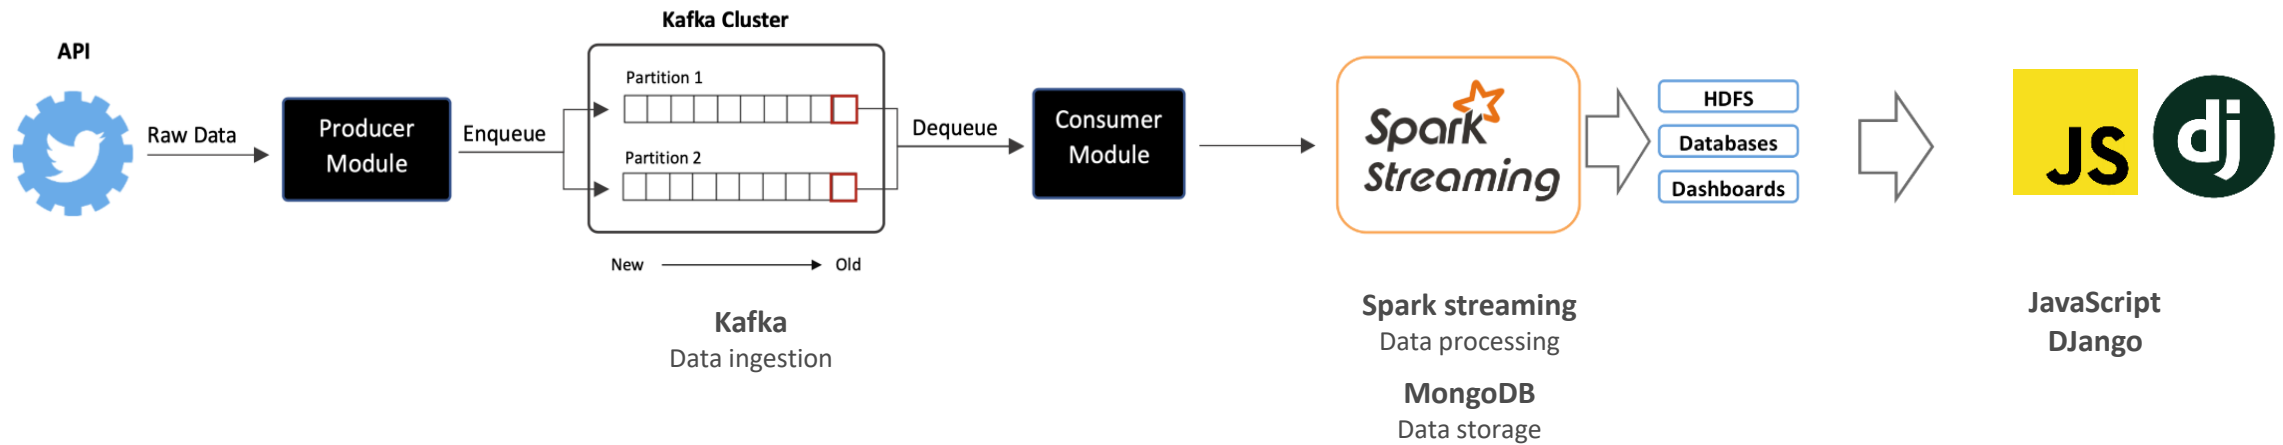 Kafka Cluster
API
Partition 1
Raw Data
Producer
Module
Enqueue
Partition 2
Dequeue
Consumer
Module
Spark
Streaming
HDFS
Databases
Dashboards
JS
dj
New
Old
Kafka
Data ingestion
Spark streaming
Data processing
MongoDB
Data storage
JavaScript
DJango